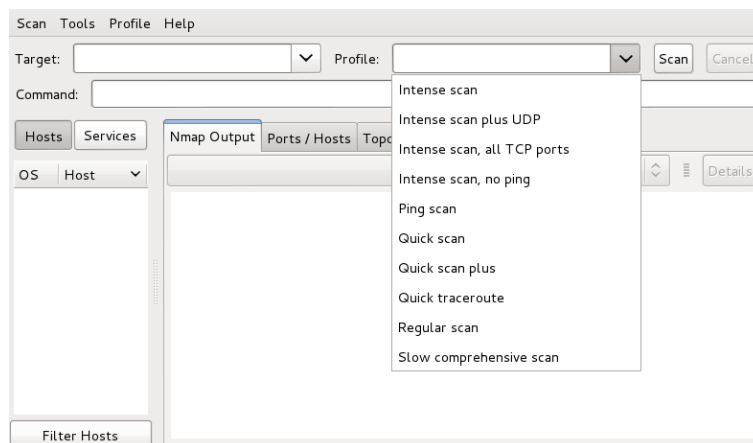 Scan Tools Profile Help
Target: Profile: Scan Cancel
Command:
Hosts Services Nmap Output Ports / Hosts
OS Host Details
Intense scan
Intense scan plus UDP
Intense scan, all TCP ports
Intense scan, no ping
Ping scan
Quick scan
Quick scan plus
Quick traceroute
Regular scan
Slow comprehensive scan
Filter Hosts